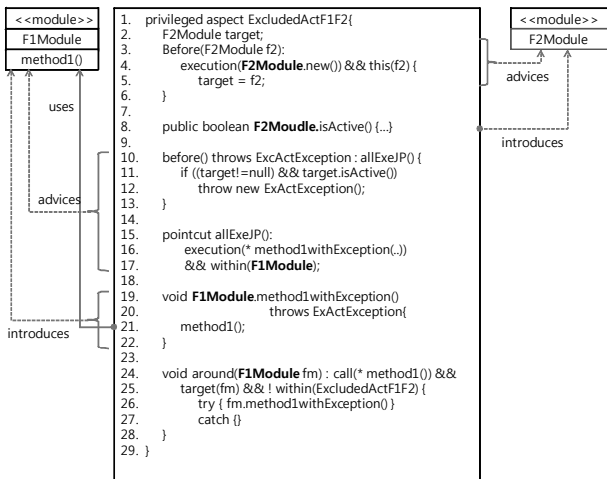 <<module>>
F1Module
method1()
uses
advices
introduces
1. privileged aspect ExcludedActF1F2{
2. F2Module target;
3. Before(F2Module f2):
4. execution(F2Module.new()) && this(f2) {
5. target = f2;
6. }
7.
8. public boolean F2Moudle.isActive() {...}
9.
10. before() throws ExcActException : allExeJP() {
11. if ((target!=null) && target.isActive())
12. throw new ExActException();
13. }
14.
15. pointcut allExeJP():
16. execution(* method1withException(..))
17. && within(F1Module);
18.
19. void F1Module.method1withException()
20. throws ExActException{
21. method1();
22. }
23.
24. void around(F1Module fm) : call(* method1()) &&
25. target(fm) && ! within(ExcludedActF1F2) {
26. try { fm.method1withException() }
27. catch {}
28. }
29. }
<<module>>
F2Module
advices
introduces